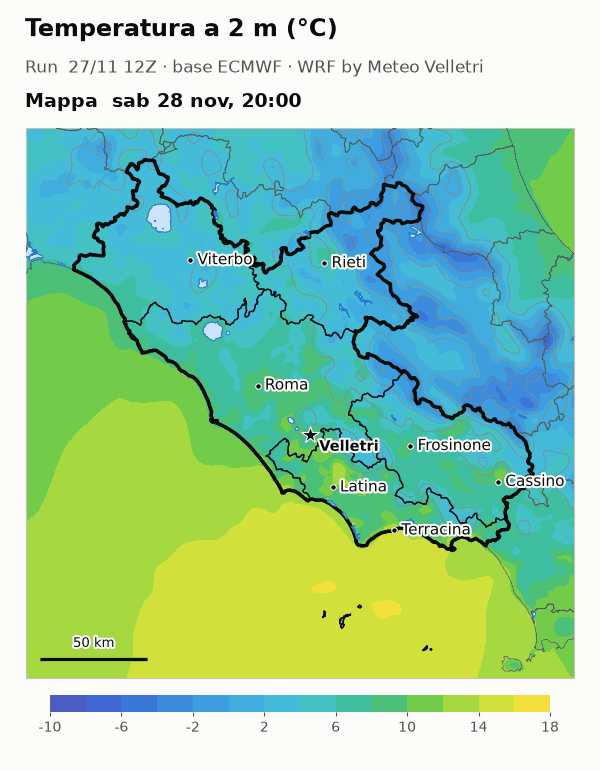 Temperatura a 2 m (°C)
Run  27/11 12Z · base ECMWF · WRF by Meteo Velletri
Mappa  sab 28 nov, 20:00
Viterbo
Rieti
Roma
Velletri
Frosinone
Latina
Cassino
Terracina
50 km
-10 -6 -2 2 6 10 14 18